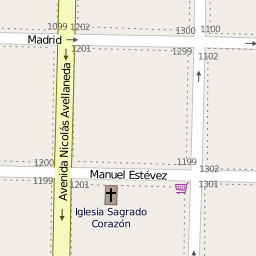 1099 1202 1300 1100
Madrid
1201 1299 1102
Avenida Nicolás Avellaneda
1200 1199
Manuel Estévez
1302
1199 1201 1301
Iglesia Sagrado
Corazón